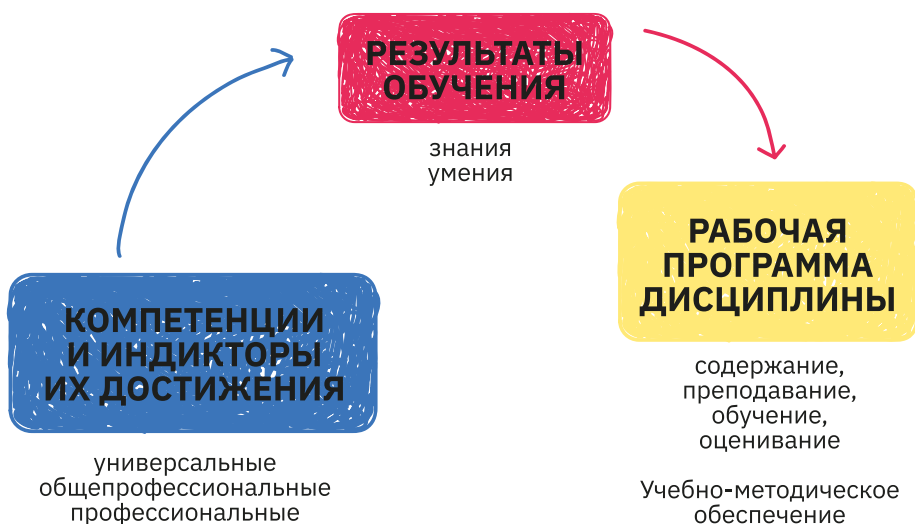 РЕЗУЛЬТАТЫ
ОБУЧЕНИЯ
знания
умения
РАБОЧАЯ
ПРОГРАММА
ДИСЦИПЛИНЫ
содержание,
преподавание,
обучение,
оценивание
Учебно-методическое
обеспечение
КОМПЕТЕНЦИИ
И ИНДИКТОРЫ
ИХ ДОСТИЖЕНИЯ
универсальные
общепрофессиональные
профессиональные